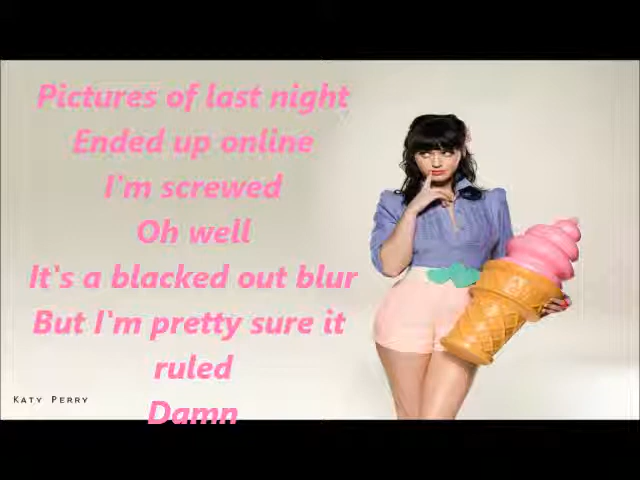 Pictures of last night
Ended up online
I'm screwed
Oh well
It's a blacked out blur
But I'm pretty sure it
ruled
Damn
KATY PERRY